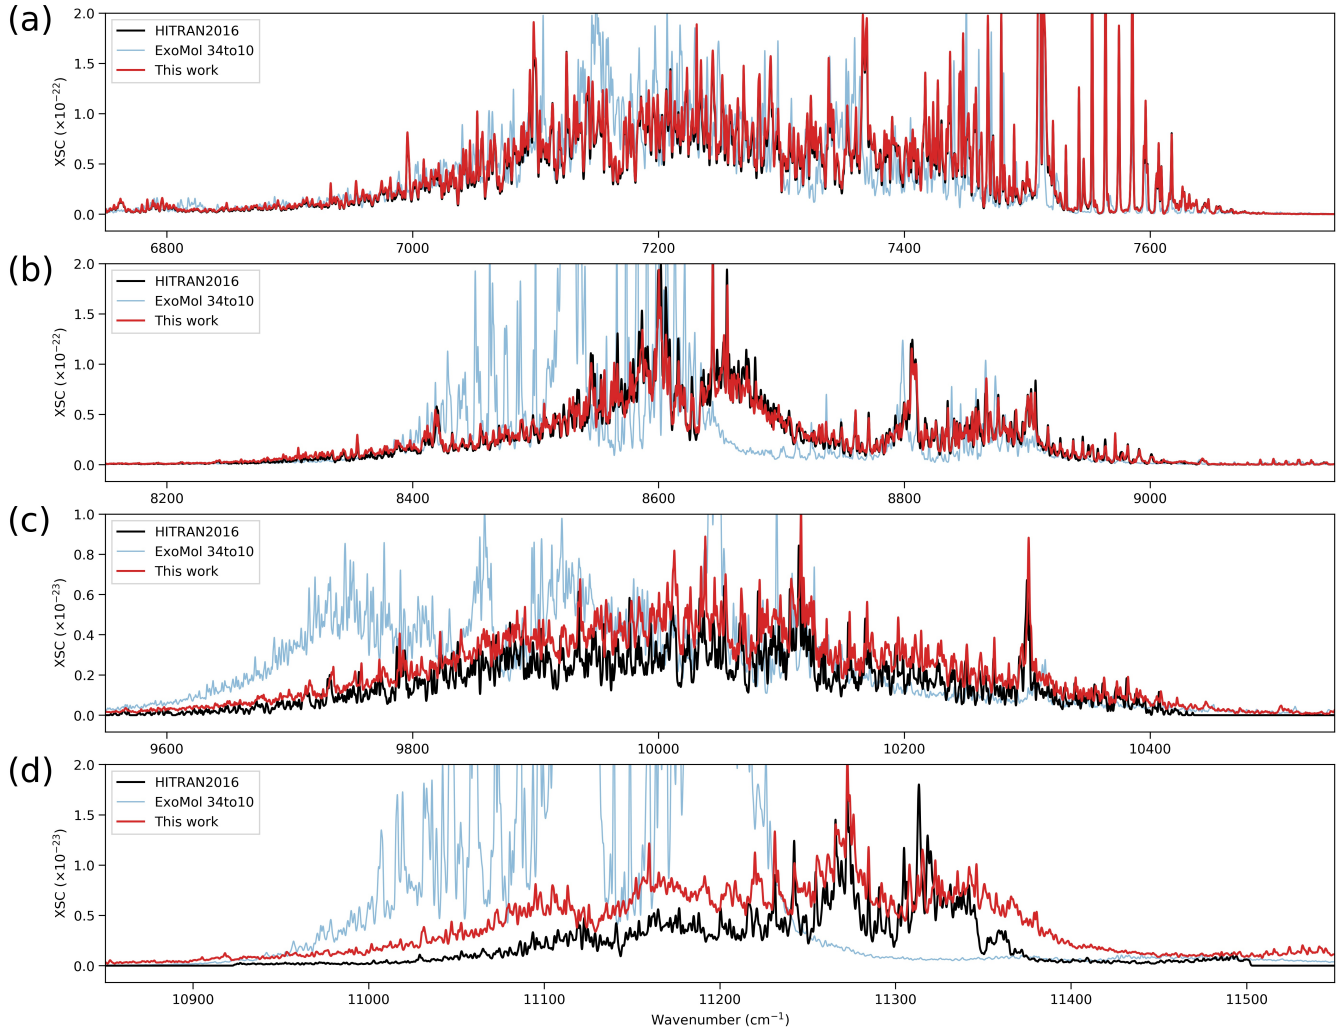 (a)
2.0
1.5
1.0
0.5
0.0
XSC (×10⁻²²)
HITRAN2016
ExoMol 34to10
This work
6800 7000 7200 7400 7600
(b)
2.0
1.5
1.0
0.5
0.0
XSC (×10⁻²²)
HITRAN2016
ExoMol 34to10
This work
8200 8400 8600 8800 9000
(c)
1.0
0.8
0.6
0.4
0.2
0.0
XSC (×10⁻²³)
HITRAN2016
ExoMol 34to10
This work
9600 9800 10000 10200 10400
(d)
2.0
1.5
1.0
0.5
0.0
XSC (×10⁻²³)
HITRAN2016
ExoMol 34to10
This work
10900 11000 11100 11200 11300 11400 11500
Wavenumber (cm⁻¹)